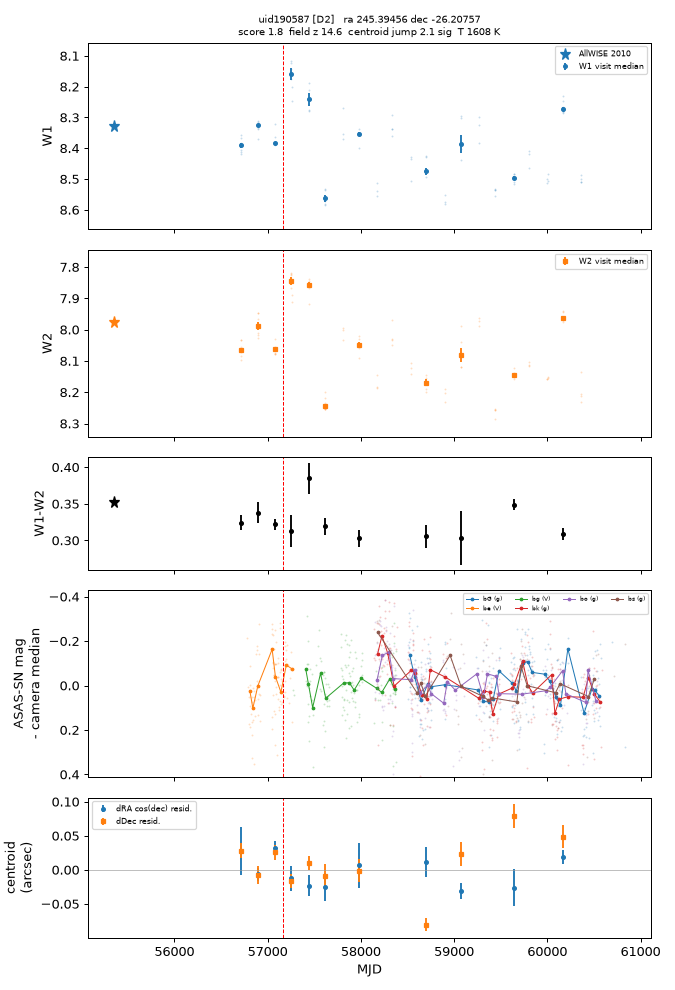 uid190587 [D2]   ra 245.39456 dec -26.20757
score 1.8  field z 14.6  centroid jump 2.1 sig  T 1608 K
AllWISE 2010
W1 visit median
8.1
8.2
8.3
8.4
8.5
8.6
W1
W2 visit median
7.8
7.9
8.0
8.1
8.2
8.3
W2
0.40
0.35
0.30
W1-W2
bG (g)
be (V)
bg (V)
bk (g)
bo (g)
bs (g)
−0.4
−0.2
0.0
0.2
0.4
ASAS-SN mag
- camera median
dRA cos(dec) resid.
dDec resid.
0.10
0.05
0.00
−0.05
centroid
(arcsec)
56000
57000
58000
59000
60000
61000
MJD